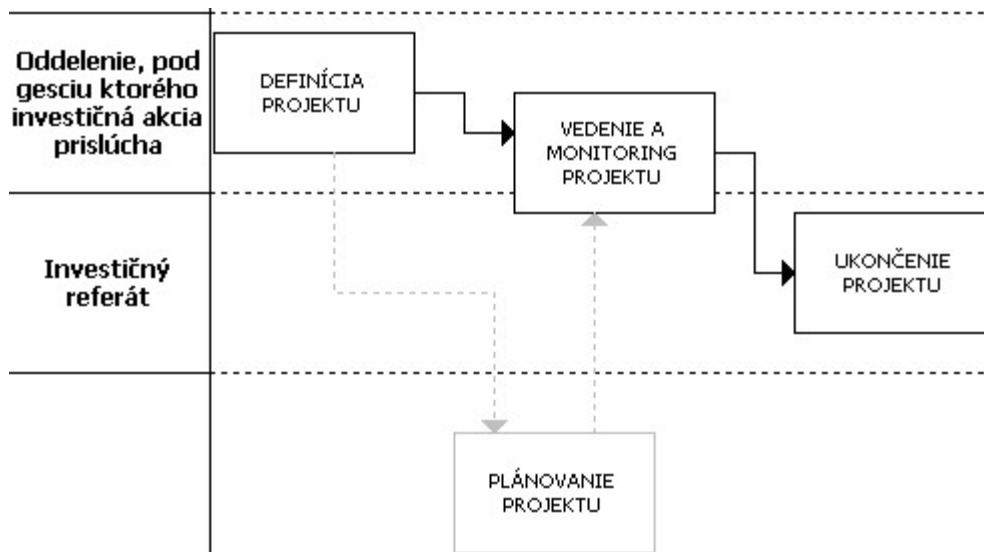 Oddelenie, pod
gesciu ktorého
investičná akcia
prislúcha
DEFINÍCIA
PROJEKTU
VEDENIE A
MONITORING
PROJEKTU
Investičný
referát
UKONČENIE
PROJEKTU
PLÁNOVANIE
PROJEKTU